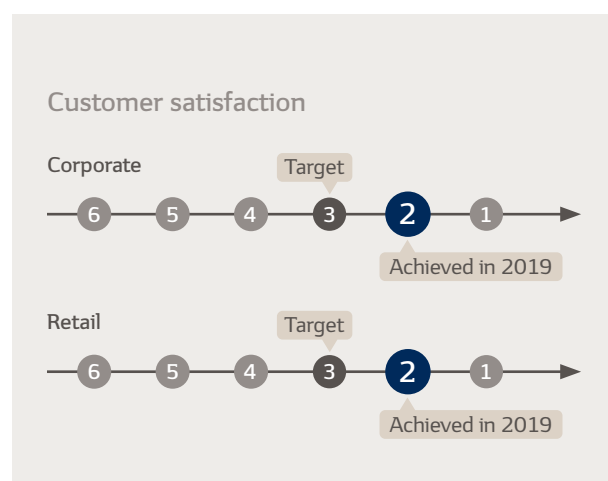 Customer satisfaction
Corporate
Target
6 5 4 3 2 1
Achieved in 2019
Retail
Target
6 5 4 3 2 1
Achieved in 2019